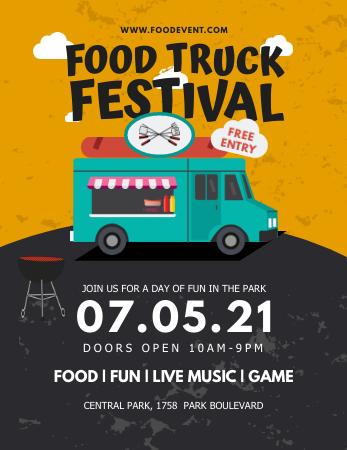 WWW.FOODEVENT.COM
FOOD TRUCK
FESTIVAL
FREE
ENTRY
JOIN US FOR A DAY OF FUN IN THE PARK
07.05.21
DOORS OPEN 10AM-9PM
FOOD | FUN | LIVE MUSIC | GAME
CENTRAL PARK, 1758 PARK BOULEVARD